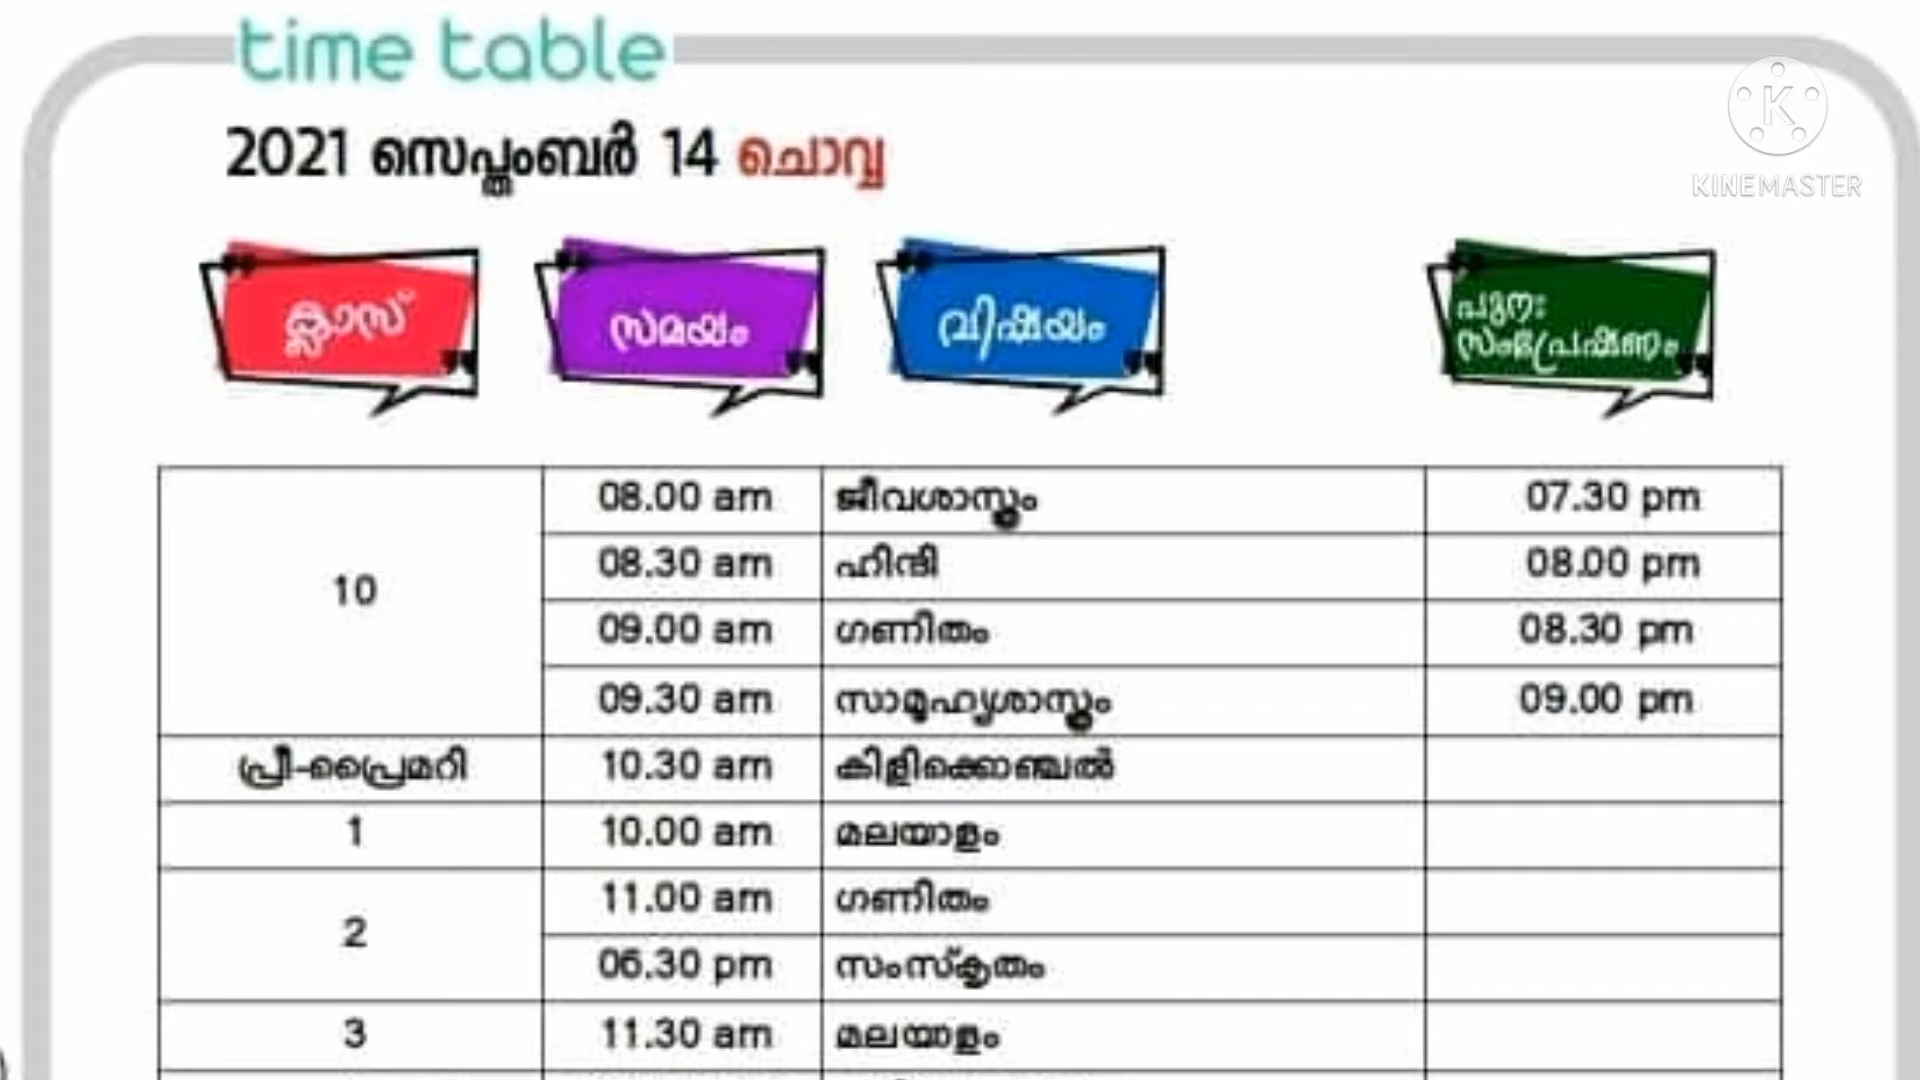 time table
2021 സെപ്തംബർ 14 ചൊവ്വ
KINEMASTER
ക്ലാസ് സമയം വിഷയം പുനഃ സംപ്രേഷണം
10
08.00 am ജീവശാസ്ത്രം 07.30 pm
08.30 am ഹിന്ദി 08.00 pm
09.00 am ഗണിതം 08.30 pm
09.30 am സാമൂഹ്യശാസ്ത്രം 09.00 pm
പ്രീ-പ്രൈമറി 10.30 am കിളിക്കൊഞ്ചൽ
1 10.00 am മലയാളം
2
11.00 am ഗണിതം
06.30 pm സംസ്കൃതം
3 11.30 am മലയാളം